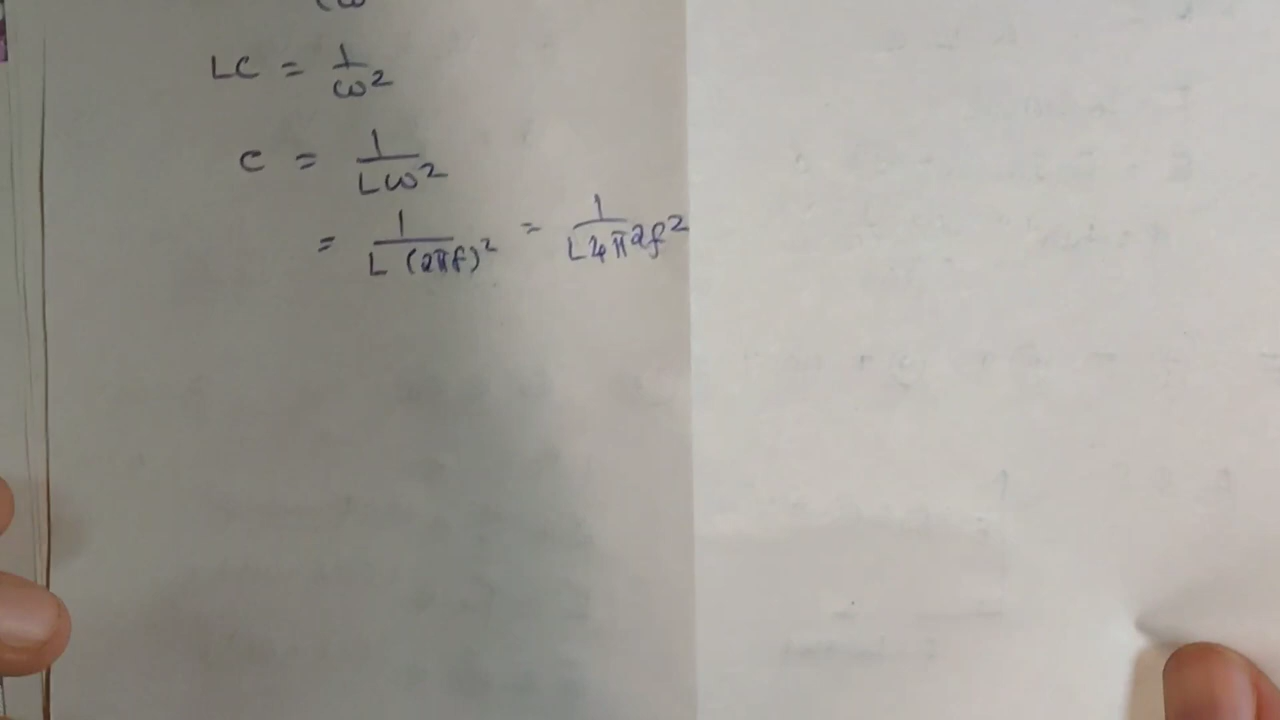 LC = 1/ω²
C = 1/Lω²
= 1/L (2πf)² = 1/L4π²f²